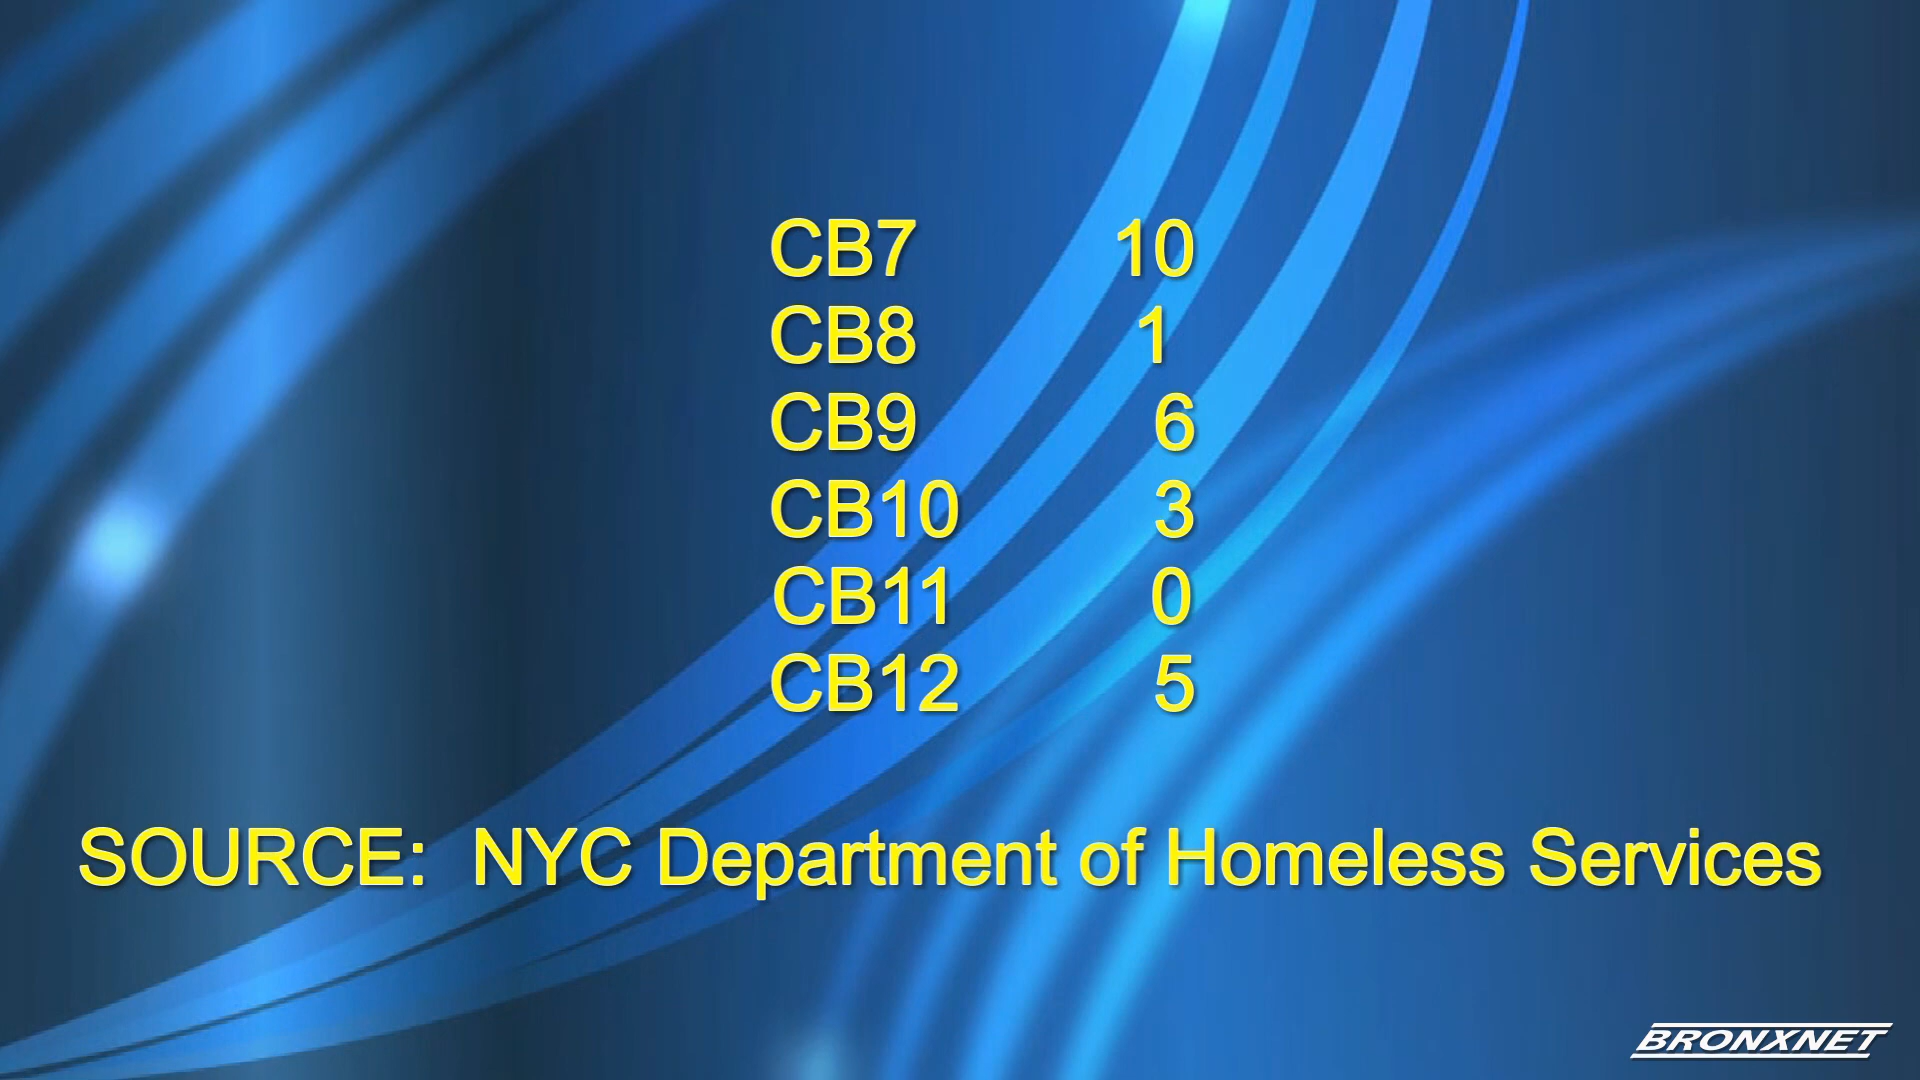 CB7 10
CB8 1
CB9 6
CB10 3
CB11 0
CB12 5
SOURCE: NYC Department of Homeless Services
BRONXNET